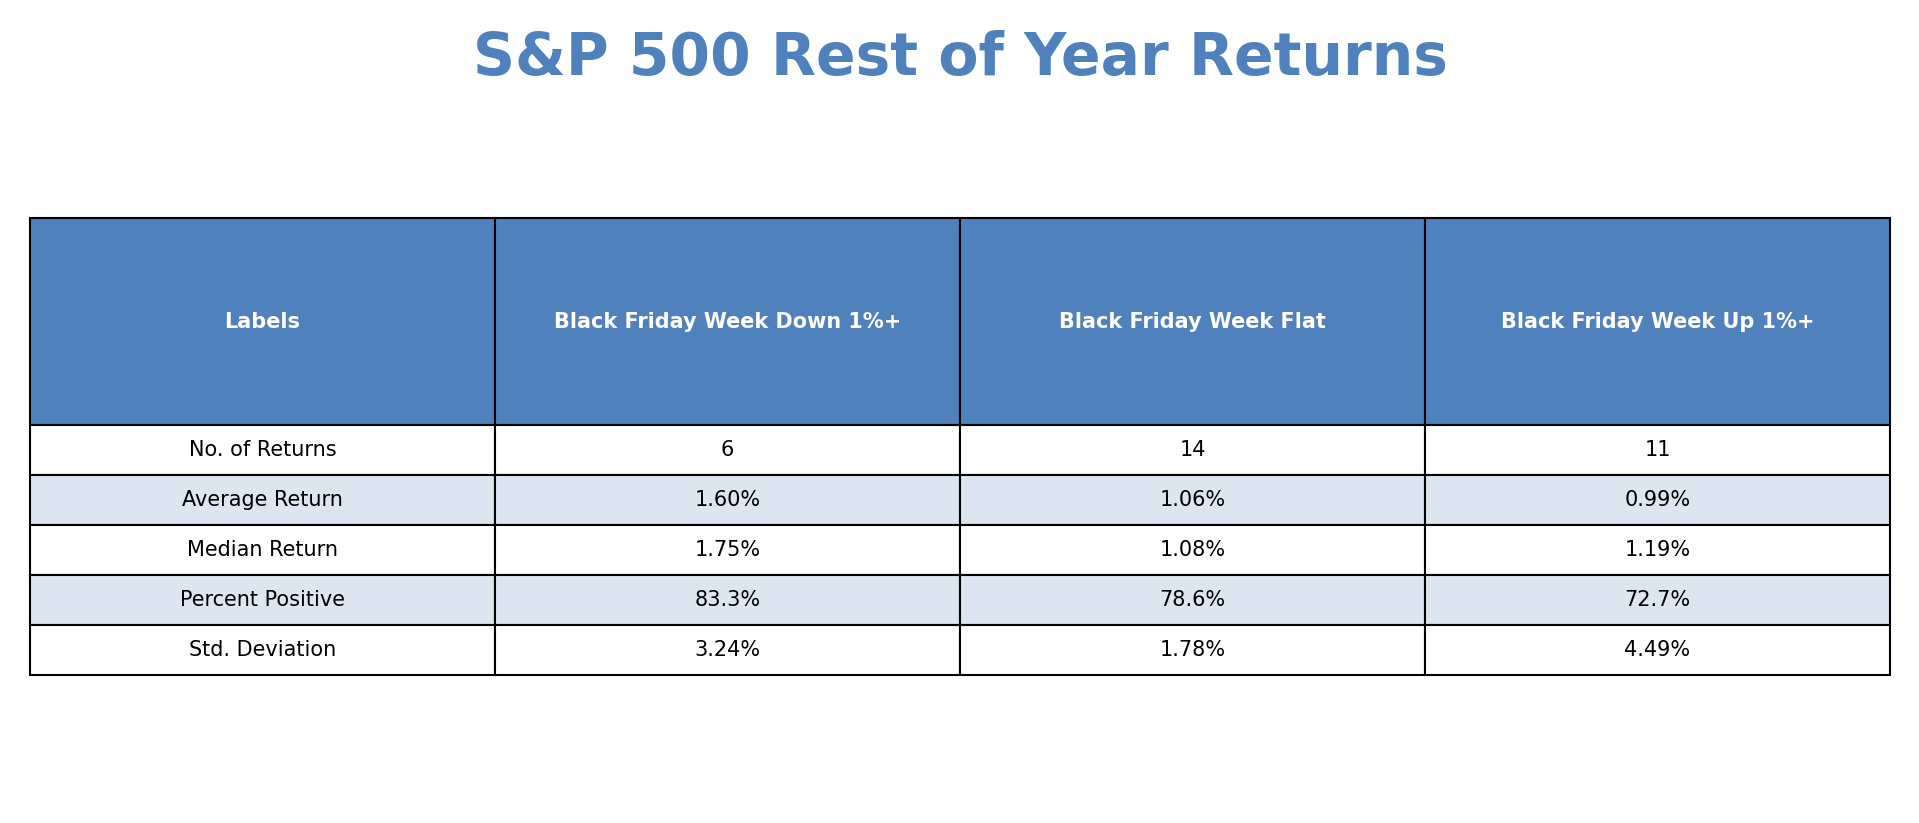 S&P 500 Rest of Year Returns
Labels Black Friday Week Down 1%+ Black Friday Week Flat Black Friday Week Up 1%+
No. of Returns 6 14 11
Average Return 1.60% 1.06% 0.99%
Median Return 1.75% 1.08% 1.19%
Percent Positive 83.3% 78.6% 72.7%
Std. Deviation 3.24% 1.78% 4.49%